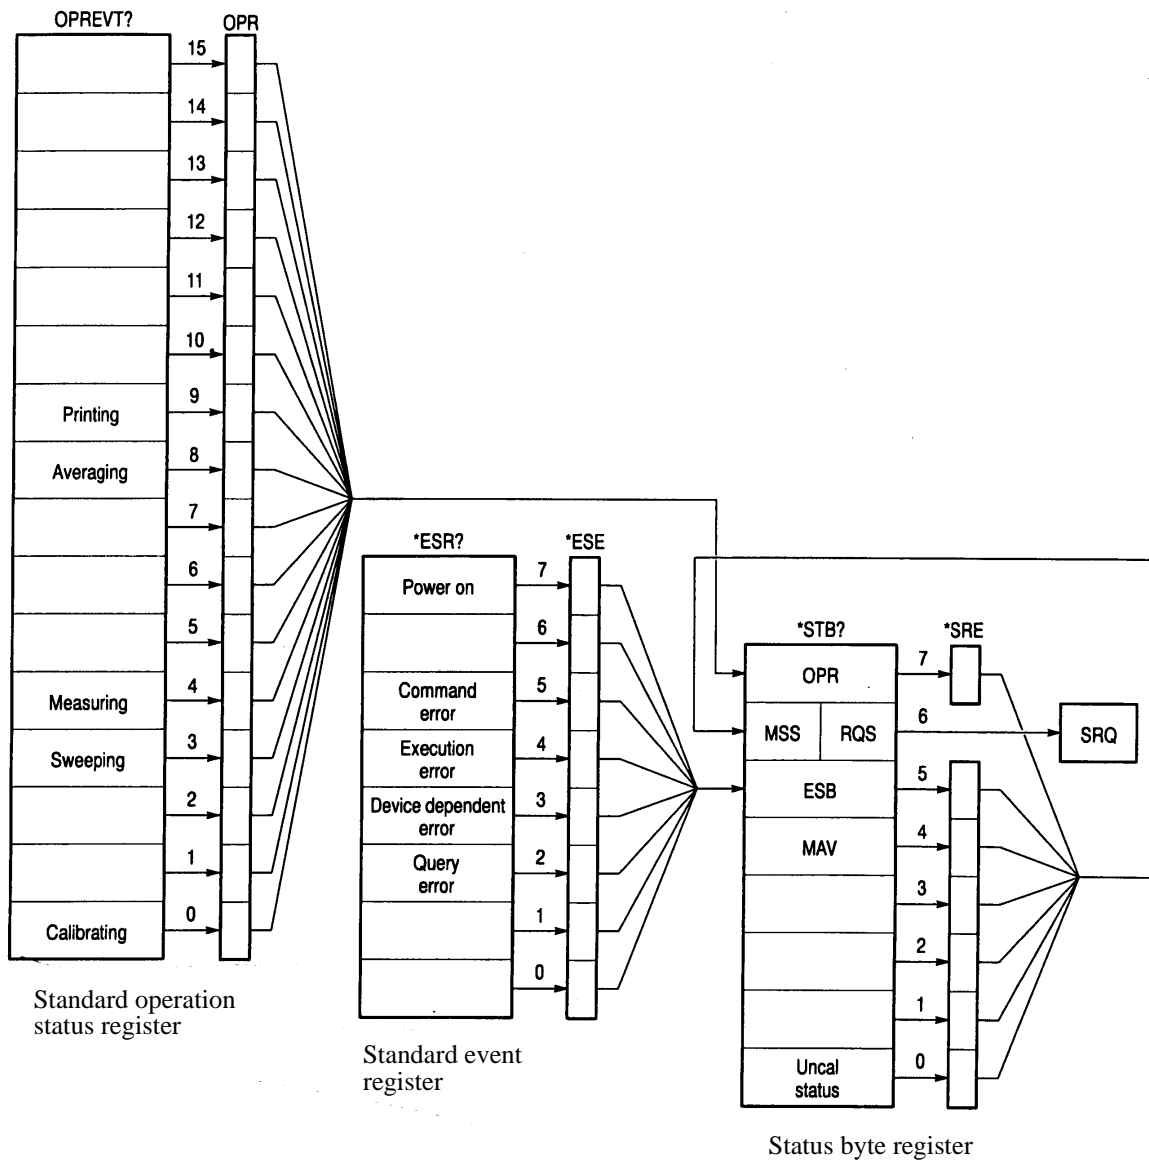 OPREVT?
OPR
15
14
13
12
11
10
Printing
9
Averaging
8
7
6
5
Measuring
4
Sweeping
3
2
1
Calibrating
0
Standard operation
status register
*ESR?
*ESE
Power on
7
6
Command
error
5
Execution
error
4
Device dependent
error
3
Query
error
2
1
0
Standard event
register
*STB?
*SRE
OPR
7
MSS
RQS
6
SRQ
ESB
5
MAV
4
3
2
1
Uncal
status
0
Status byte register